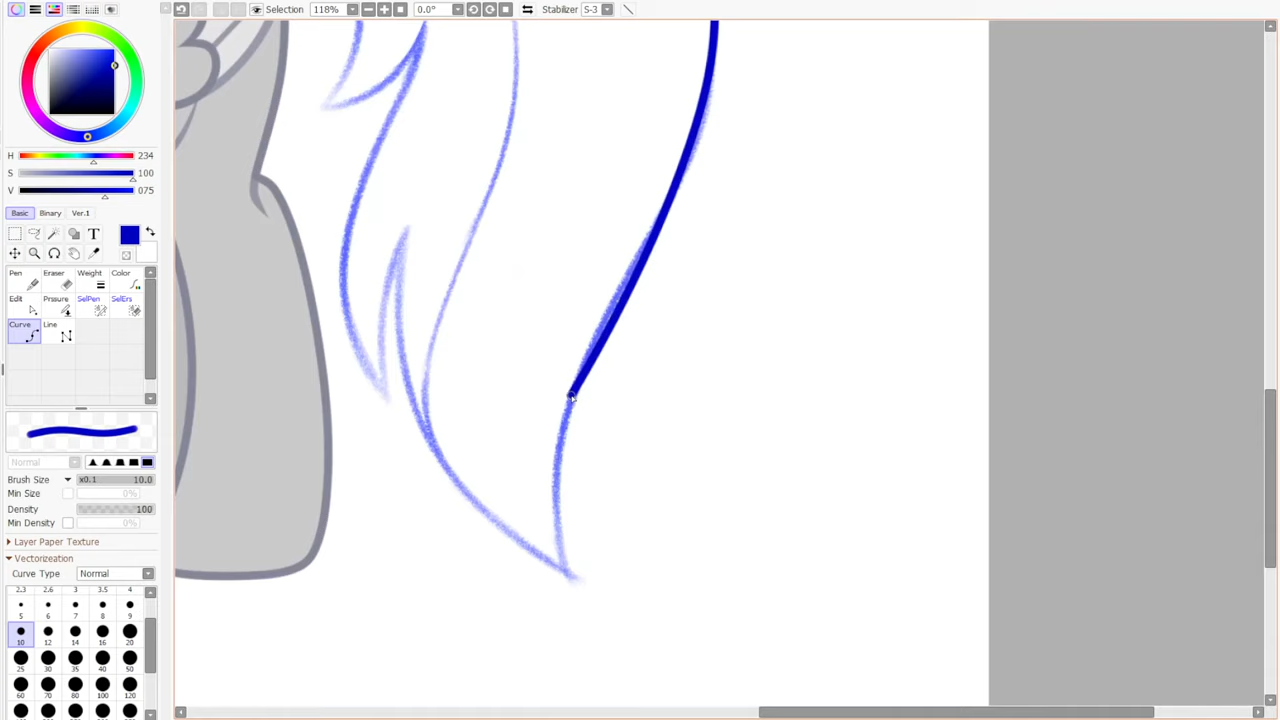 Selection 118% 0.0° Stabilizer S-3
H 234
S 100
V 075
Basic Binary Ver.1
T
Pen Eraser Weight Color
Edit Prssure SelPen SelErs
Curve Line
Normal
Brush Size x0.1 10.0
Min Size 0%
Density 100
Min Density 0%
Layer Paper Texture
Vectorizeation
Curve Type Normal
2.3 2.6 3 3.5 4
5 6 7 8 9
10 12 14 16 20
25 30 35 40 50
60 70 80 100 120